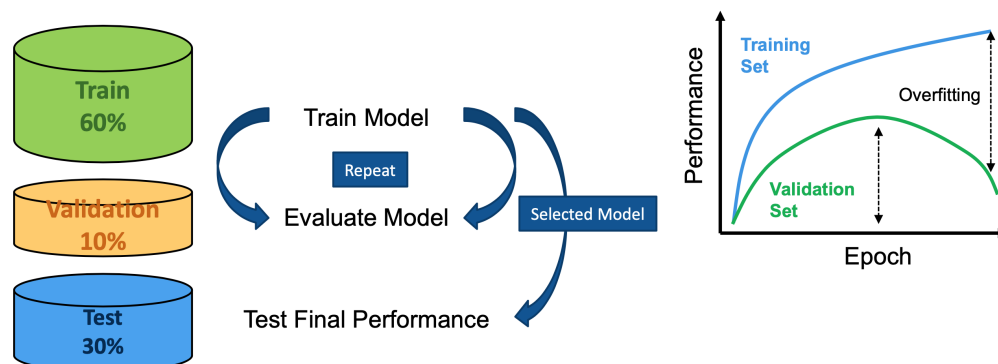 Train
60%
Validation
10%
Test
30%
Train Model
Repeat
Evaluate Model
Selected Model
Test Final Performance
Performance
Training
Set
Overfitting
Validation
Set
Epoch